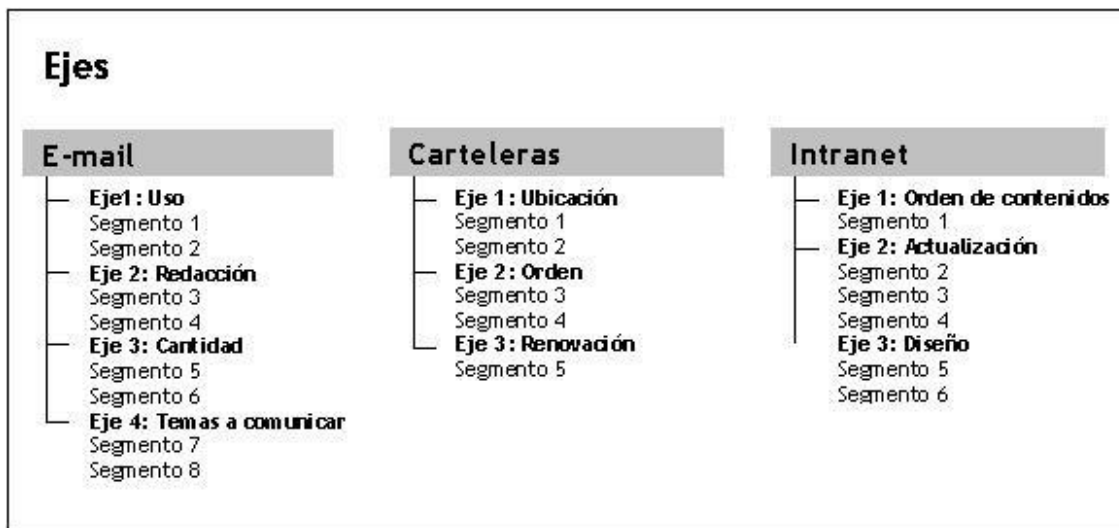 Ejes
E-mail
Eje1: Uso
Segmento 1
Segmento 2
Eje 2: Redacción
Segmento 3
Segmento 4
Eje 3: Cantidad
Segmento 5
Segmento 6
Eje 4: Temas a comunicar
Segmento 7
Segmento 8
Carteleras
Eje 1: Ubicación
Segmento 1
Segmento 2
Eje 2: Orden
Segmento 3
Segmento 4
Eje 3: Renovación
Segmento 5
Intranet
Eje 1: Orden de contenidos
Segmento 1
Eje 2: Actualización
Segmento 2
Segmento 3
Segmento 4
Eje 3: Diseño
Segmento 5
Segmento 6